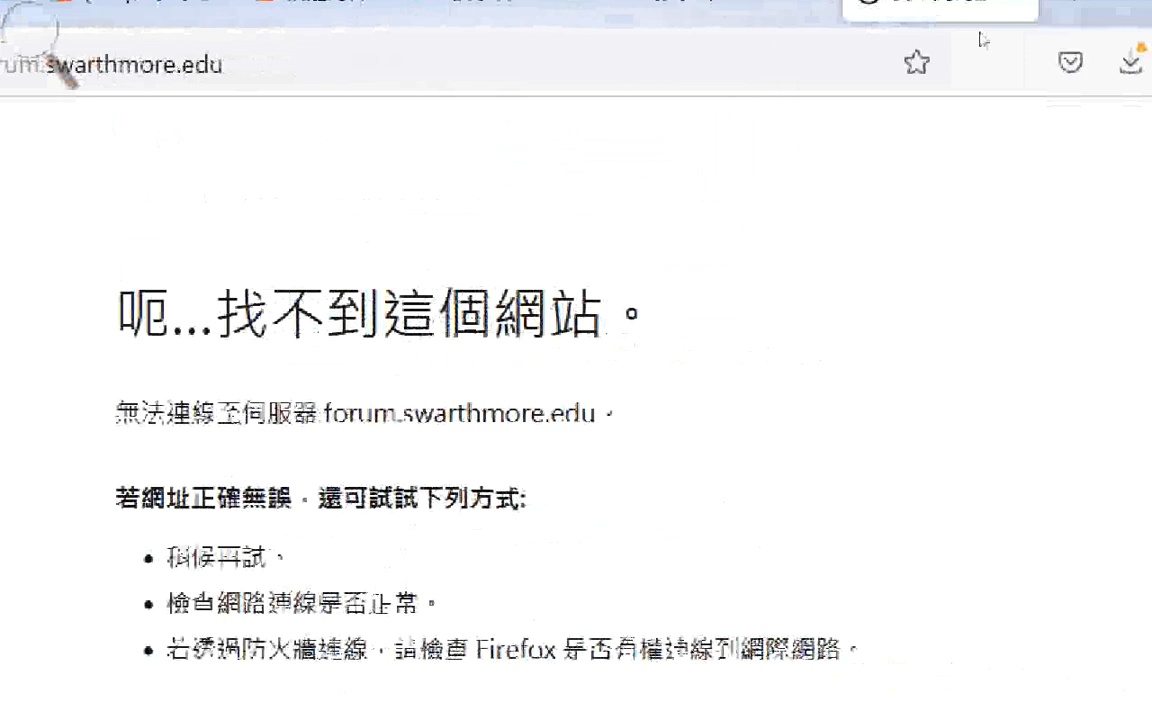 rum.swarthmore.edu
呃...找不到這個網站。
無法連線至伺服器 forum.swarthmore.edu。
若網址正確無誤，還可試試下列方式:
• 稍候再試。
• 檢查網路連線是否正常。
• 若透過防火牆連線，請檢查 Firefox 是否有權連線到網際網路。